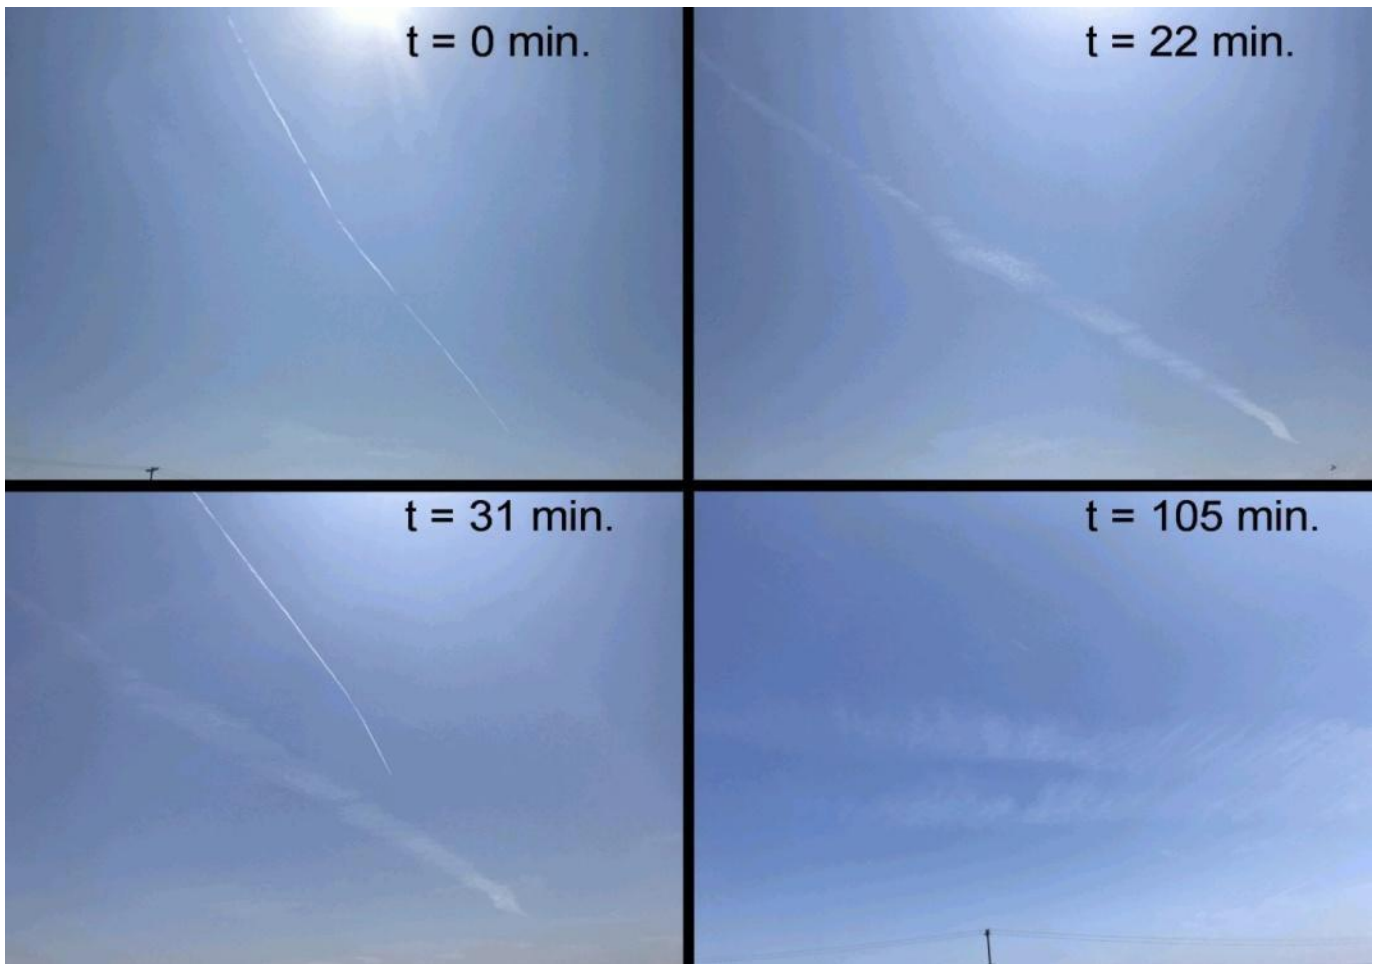 t = 0 min.
t = 22 min.
t = 31 min.
t = 105 min.